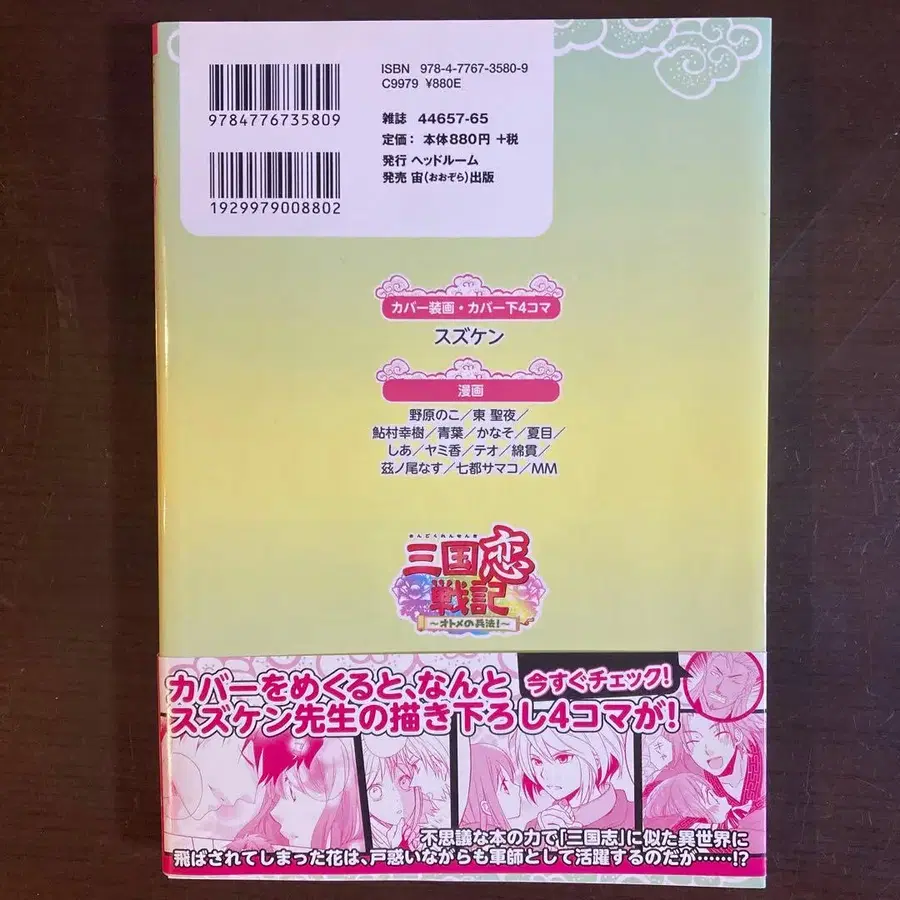 ISBN 978-4-7767-3580-9
C9979 ¥880E
9784776735809
雑誌 44657-65
定価： 本体880円 +税
発行 ヘッドルーム
発売 宙(おおぞら)出版
1929979008802
カバー装画・カバー下4コマ
スズケン
漫画
野原のこ／東 聖夜／
鮎村幸樹／青葉／かなそ／夏目／
しあ／ヤミ香／テオ／綿貫／
茲ノ尾なす／七都サマコ／MM
さんごくれんせんき
三国恋
戦記
～オトメの兵法！～
カバーをめくると、なんと
今すぐチェック！
スズケン先生の描き下ろし4コマが！
不思議な本の力で「三国志」に似た異世界に
飛ばされてしまった花は、戸惑いながらも軍師として活躍するのだが……!?